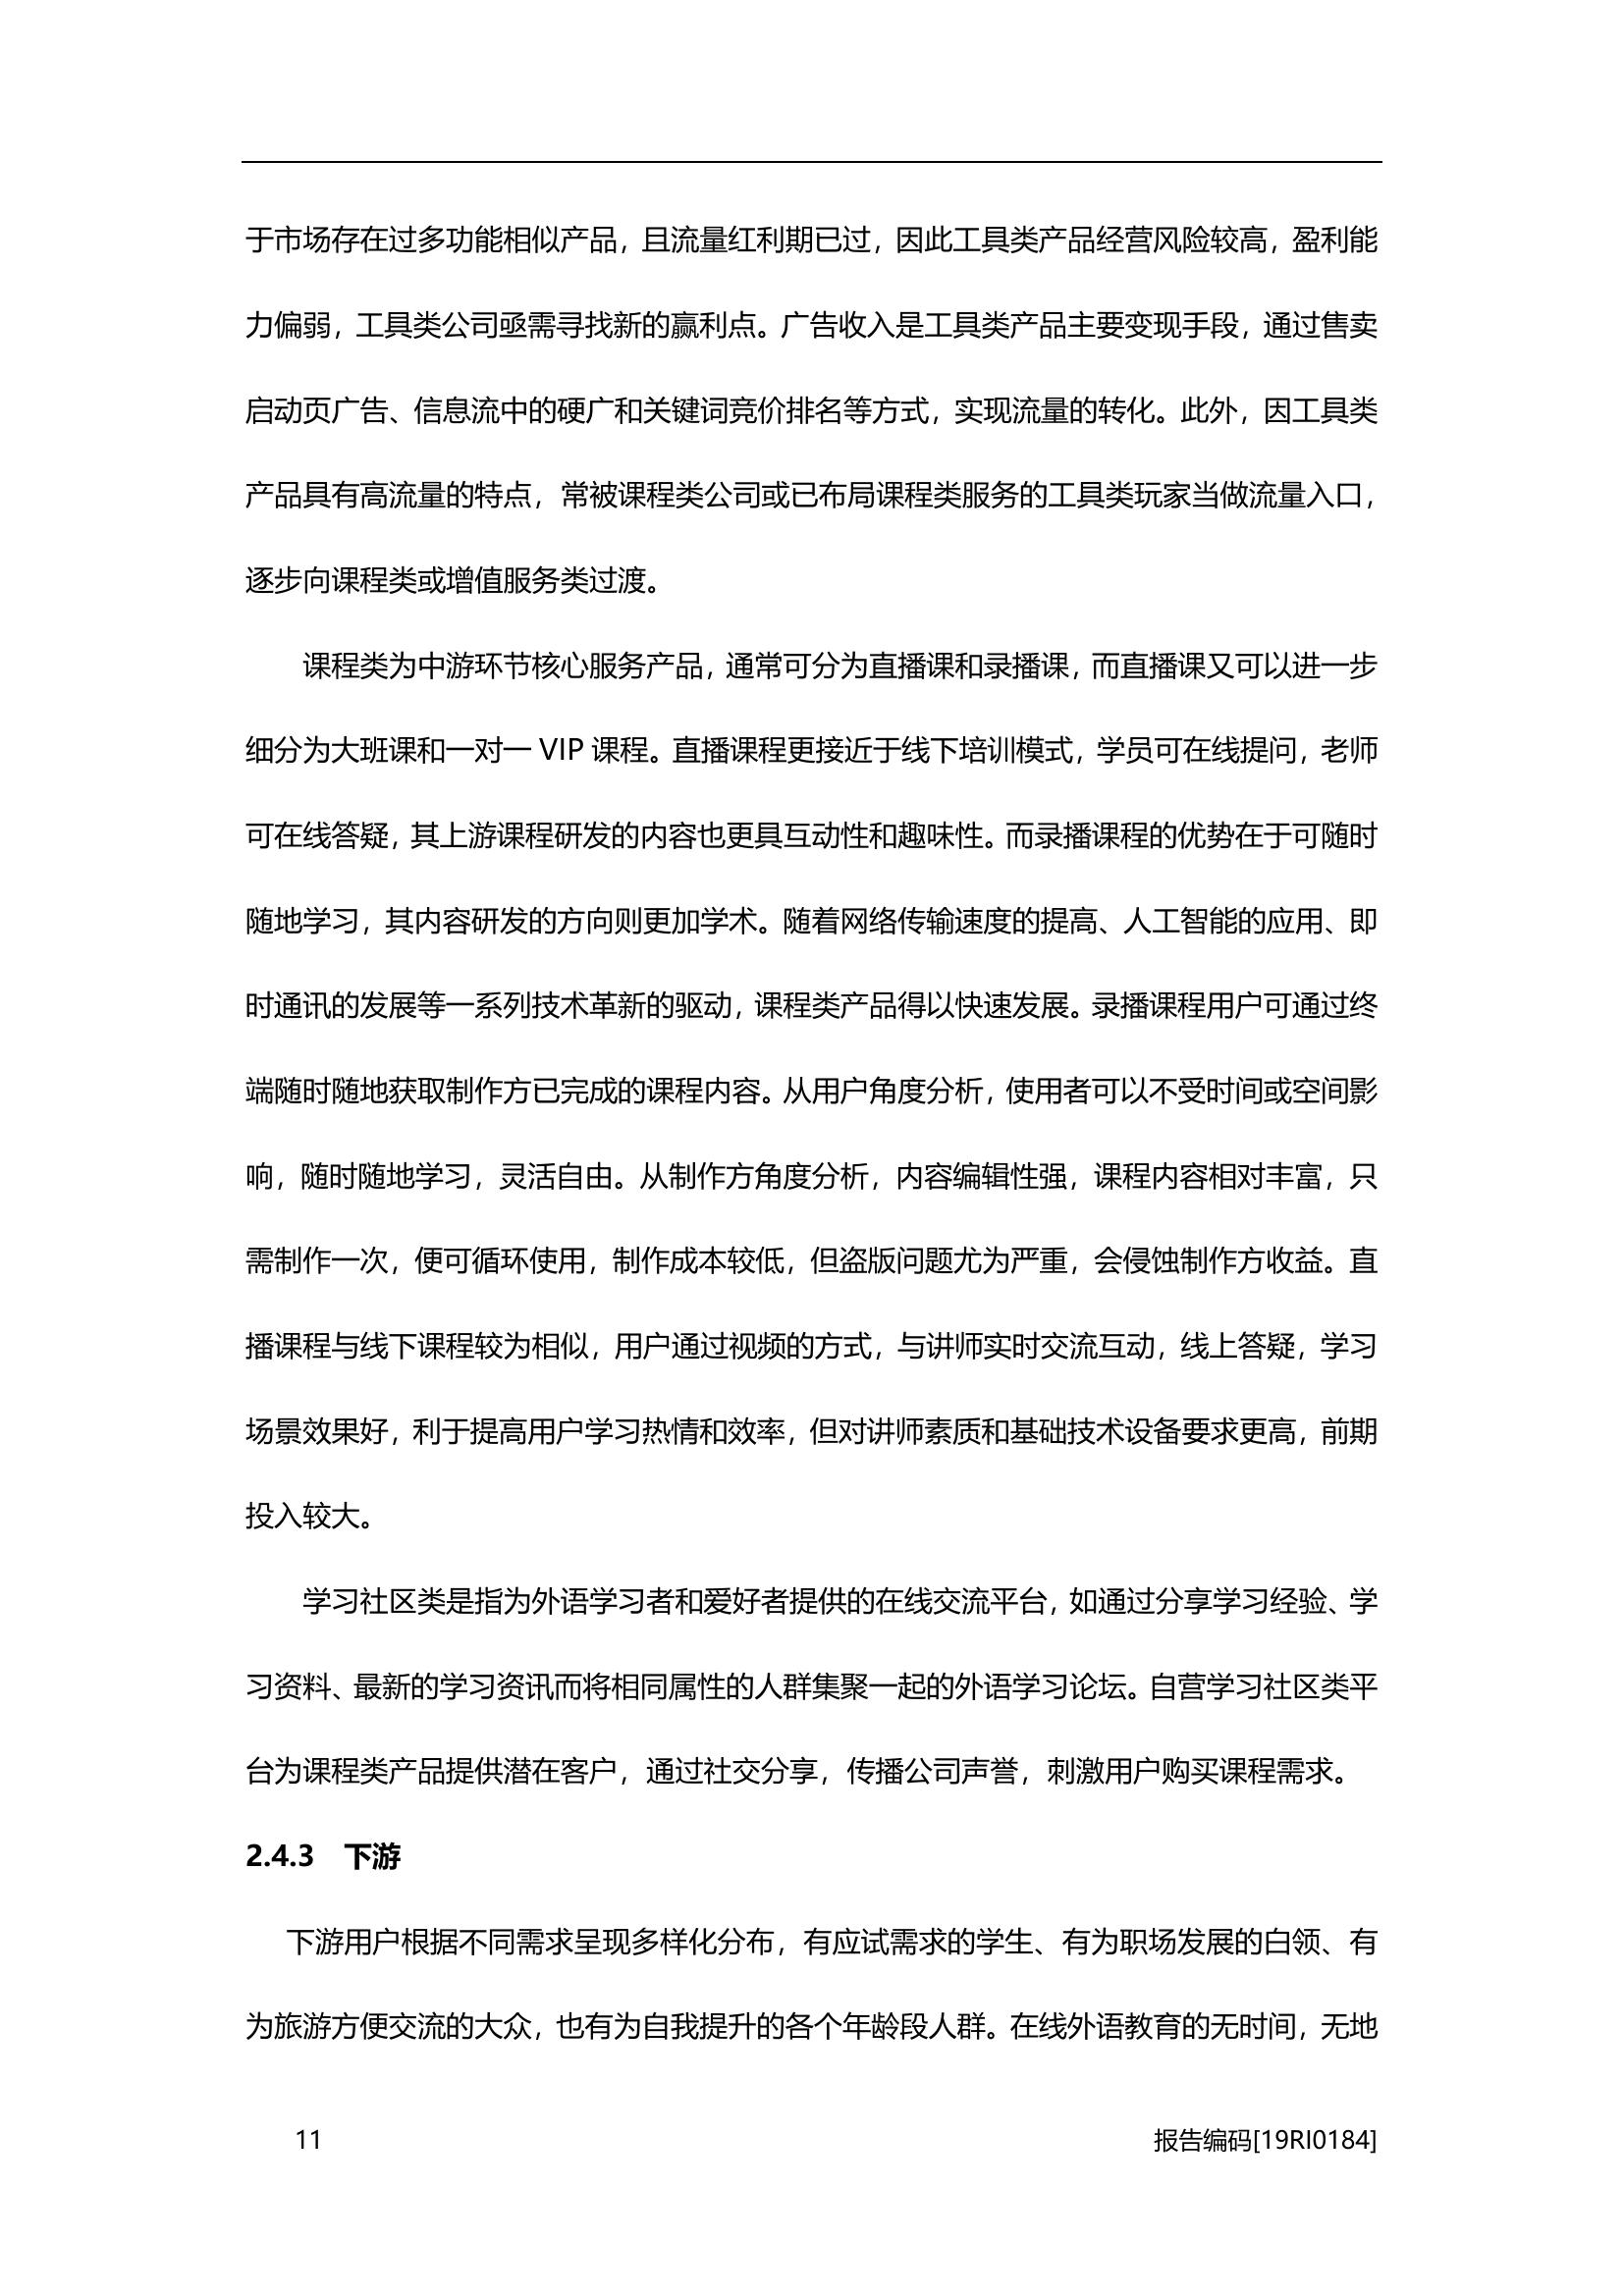 于市场存在过多功能相似产品，且流量红利期已过，因此工具类产品经营风险较高，盈利能
力偏弱，工具类公司亟需寻找新的赢利点。广告收入是工具类产品主要变现手段，通过售卖
启动页广告、信息流中的硬广和关键词竞价排名等方式，实现流量的转化。此外，因工具类
产品具有高流量的特点，常被课程类公司或已布局课程类服务的工具类玩家当做流量入口，
逐步向课程类或增值服务类过渡。
课程类为中游环节核心服务产品，通常可分为直播课和录播课，而直播课又可以进一步
细分为大班课和一对一 VIP 课程。直播课程更接近于线下培训模式，学员可在线提问，老师
可在线答疑，其上游课程研发的内容也更具互动性和趣味性。而录播课程的优势在于可随时
随地学习，其内容研发的方向则更加学术。随着网络传输速度的提高、人工智能的应用、即
时通讯的发展等一系列技术革新的驱动，课程类产品得以快速发展。录播课程用户可通过终
端随时随地获取制作方已完成的课程内容。从用户角度分析，使用者可以不受时间或空间影
响，随时随地学习，灵活自由。从制作方角度分析，内容编辑性强，课程内容相对丰富，只
需制作一次，便可循环使用，制作成本较低，但盗版问题尤为严重，会侵蚀制作方收益。直
播课程与线下课程较为相似，用户通过视频的方式，与讲师实时交流互动，线上答疑，学习
场景效果好，利于提高用户学习热情和效率，但对讲师素质和基础技术设备要求更高，前期
投入较大。
学习社区类是指为外语学习者和爱好者提供的在线交流平台，如通过分享学习经验、学
习资料、最新的学习资讯而将相同属性的人群集聚一起的外语学习论坛。自营学习社区类平
台为课程类产品提供潜在客户，通过社交分享，传播公司声誉，刺激用户购买课程需求。
2.4.3 下游
下游用户根据不同需求呈现多样化分布，有应试需求的学生、有为职场发展的白领、有
为旅游方便交流的大众，也有为自我提升的各个年龄段人群。在线外语教育的无时间，无地
11 报告编码[19RI0184]